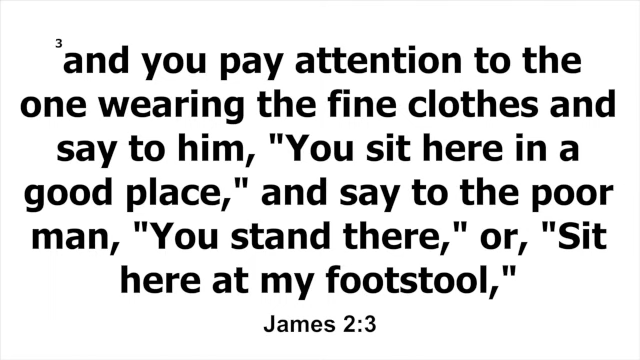 3and you pay attention to the
one wearing the fine clothes and
say to him, "You sit here in a
good place," and say to the poor
man, "You stand there," or, "Sit
here at my footstool,"
James 2:3